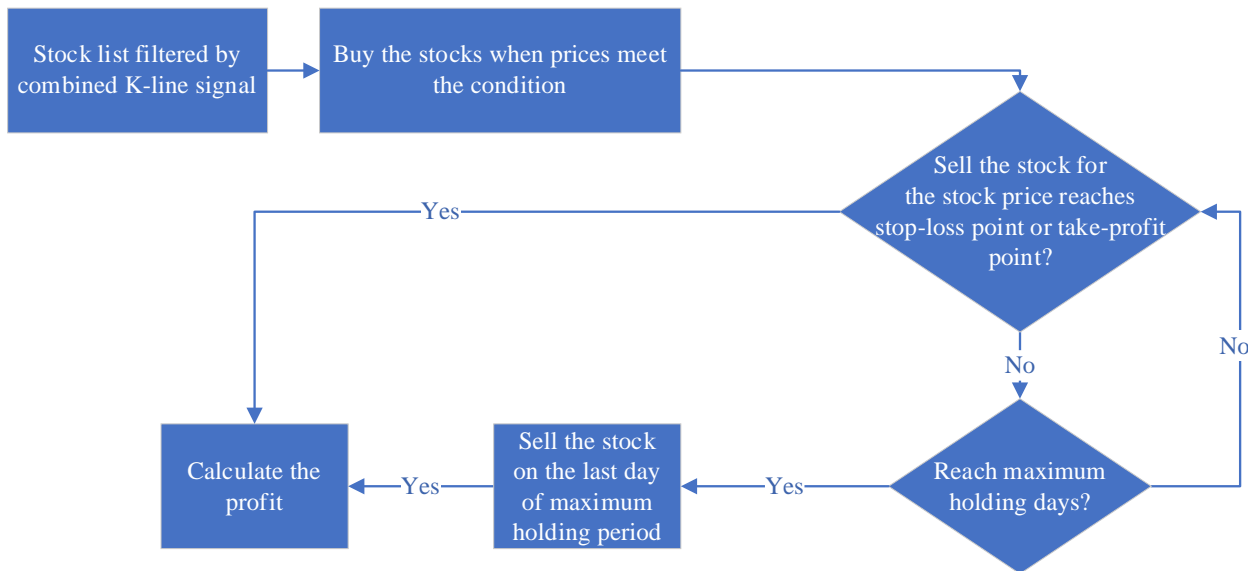 Stock list filtered by
combined K-line signal
Buy the stocks when prices meet
the condition
Sell the stock for
the stock price reaches
stop-loss point or take-profit
point?
Yes
No
No
Calculate the
profit
Yes
Sell the stock
on the last day
of maximum
holding period
Yes
Reach maximum
holding days?